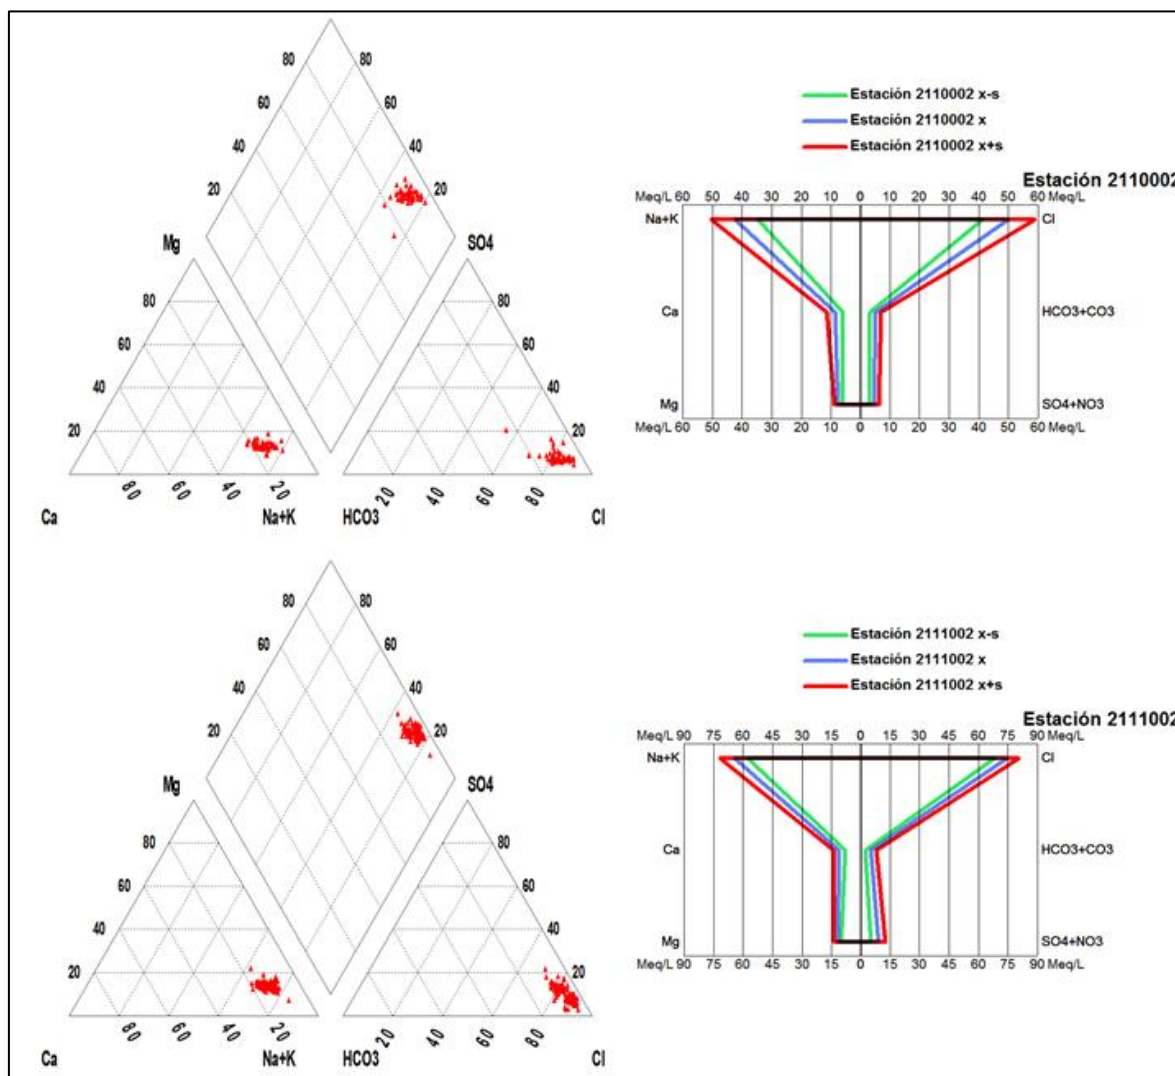 80
80
60
60
40
40
20
20
Mg
SO4
80
80
60
60
40
40
20
20
80
60
40
20
20
40
60
80
Ca
Na+K
HCO3
Cl
Estación 2110002 x-s
Estación 2110002 x
Estación 2110002 x+s
Estación 2110002
Meq/L 60 50 40 30 20 10 0 10 20 30 40 50 60 Meq/L
Na+K
Cl
Ca
HCO3+CO3
Mg
SO4+NO3
Meq/L 60 50 40 30 20 10 0 10 20 30 40 50 60 Meq/L
80
80
60
60
40
40
20
20
Mg
SO4
80
80
60
60
40
40
20
20
80
60
40
20
20
40
60
80
Ca
Na+K
HCO3
Cl
Estación 2111002 x-s
Estación 2111002 x
Estación 2111002 x+s
Estación 2111002
Meq/L 90 75 60 45 30 15 0 15 30 45 60 75 90 Meq/L
Na+K
Cl
Ca
HCO3+CO3
Mg
SO4+NO3
Meq/L 90 75 60 45 30 15 0 15 30 45 60 75 90 Meq/L